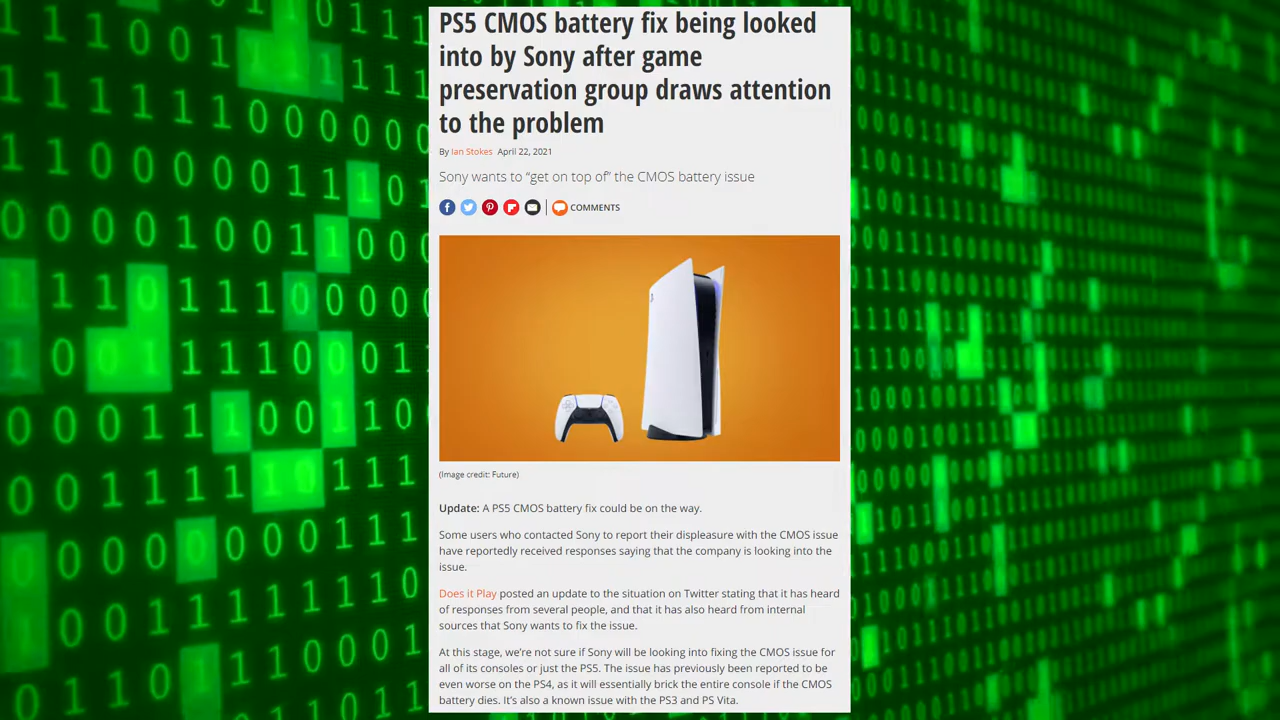 PS5 CMOS battery fix being looked
into by Sony after game
preservation group draws attention
to the problem
By Ian Stokes April 22, 2021
Sony wants to “get on top of” the CMOS battery issue
COMMENTS
(Image credit: Future)
Update: A PS5 CMOS battery fix could be on the way.
Some users who contacted Sony to report their displeasure with the CMOS issue
have reportedly received responses saying that the company is looking into the
issue.
Does it Play posted an update to the situation on Twitter stating that it has heard
of responses from several people, and that it has also heard from internal
sources that Sony wants to fix the issue.
At this stage, we’re not sure if Sony will be looking into fixing the CMOS issue for
all of its consoles or just the PS5. The issue has previously been reported to be
even worse on the PS4, as it will essentially brick the entire console if the CMOS
battery dies. It’s also a known issue with the PS3 and PS Vita.